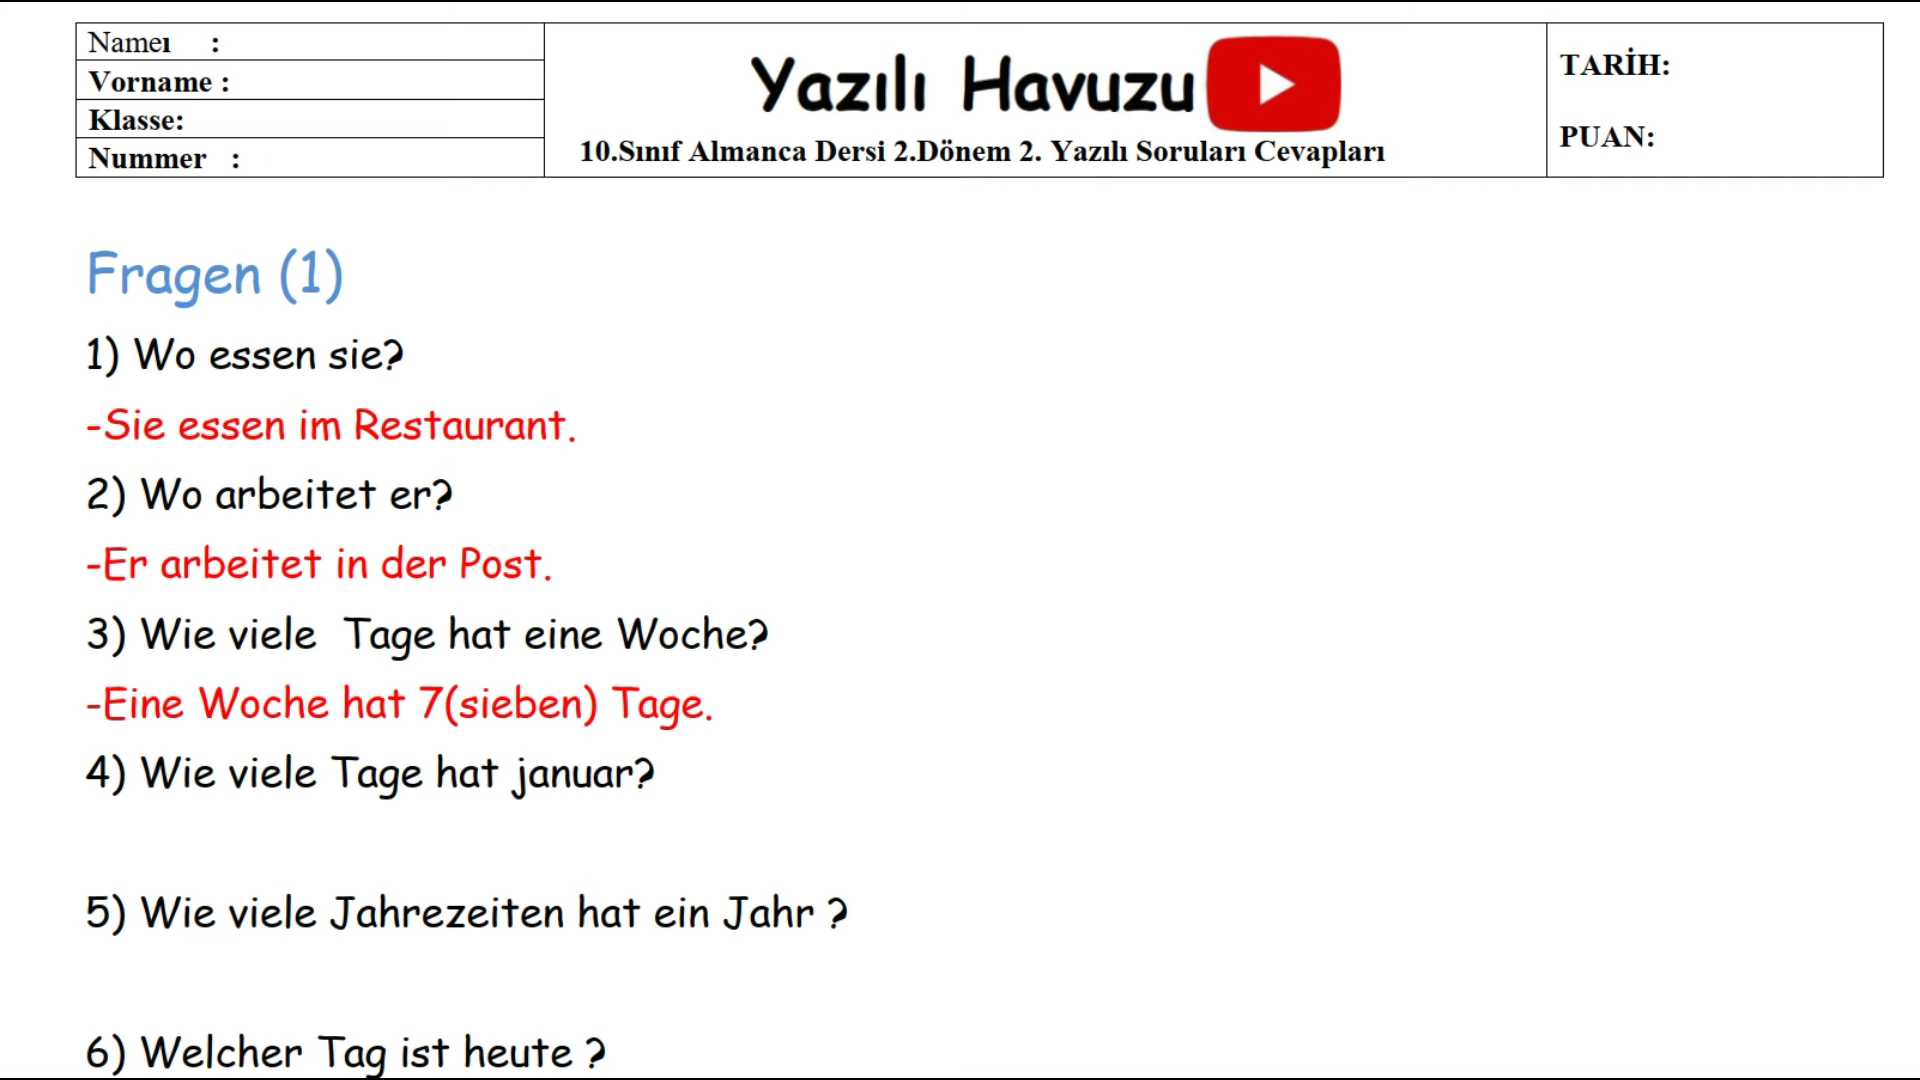 Nameı :
Vorname :
Klasse:
Nummer :
Yazılı Havuzu
10.Sınıf Almanca Dersi 2.Dönem 2. Yazılı Soruları Cevapları
TARİH:
PUAN:
Fragen (1)
1) Wo essen sie?
-Sie essen im Restaurant.
2) Wo arbeitet er?
-Er arbeitet in der Post.
3) Wie viele Tage hat eine Woche?
-Eine Woche hat 7(sieben) Tage.
4) Wie viele Tage hat januar?
5) Wie viele Jahrezeiten hat ein Jahr ?
6) Welcher Tag ist heute ?